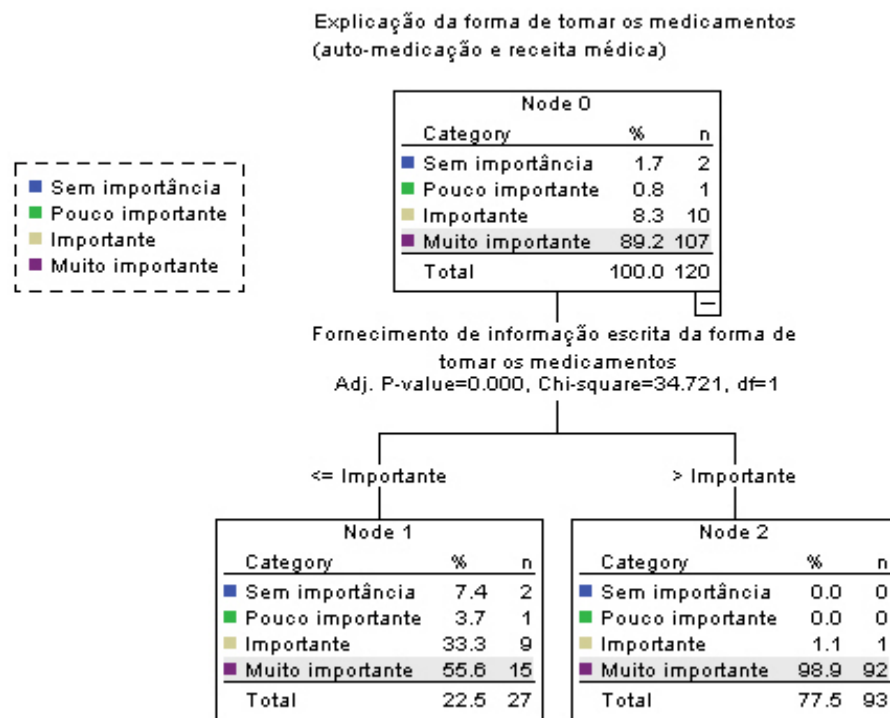 Explicação da forma de tomar os medicamentos
(auto-medicação e receita médica)
Node 0
Category % n
Sem importância 1.7 2
Pouco importante 0.8 1
Importante 8.3 10
Muito importante 89.2 107
Total 100.0 120
Sem importância
Pouco importante
Importante
Muito importante
Fornecimento de informação escrita da forma de
tomar os medicamentos
Adj. P-value=0.000, Chi-square=34.721, df=1
<= Importante
> Importante
Node 1
Category % n
Sem importância 7.4 2
Pouco importante 3.7 1
Importante 33.3 9
Muito importante 55.6 15
Total 22.5 27
Node 2
Category % n
Sem importância 0.0 0
Pouco importante 0.0 0
Importante 1.1 1
Muito importante 98.9 92
Total 77.5 93